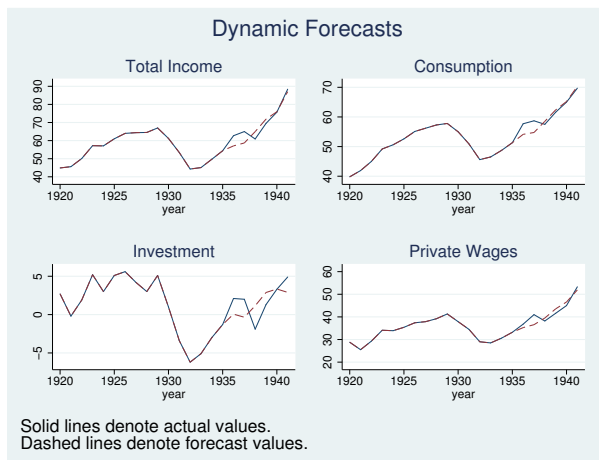 Dynamic Forecasts
Total Income
90
80
70
60
50
40
1920 1925 1930 1935 1940
year
Consumption
70
60
50
40
1920 1925 1930 1935 1940
year
Investment
5
0
−5
1920 1925 1930 1935 1940
year
Private Wages
60
50
40
30
20
1920 1925 1930 1935 1940
year
Solid lines denote actual values.
Dashed lines denote forecast values.